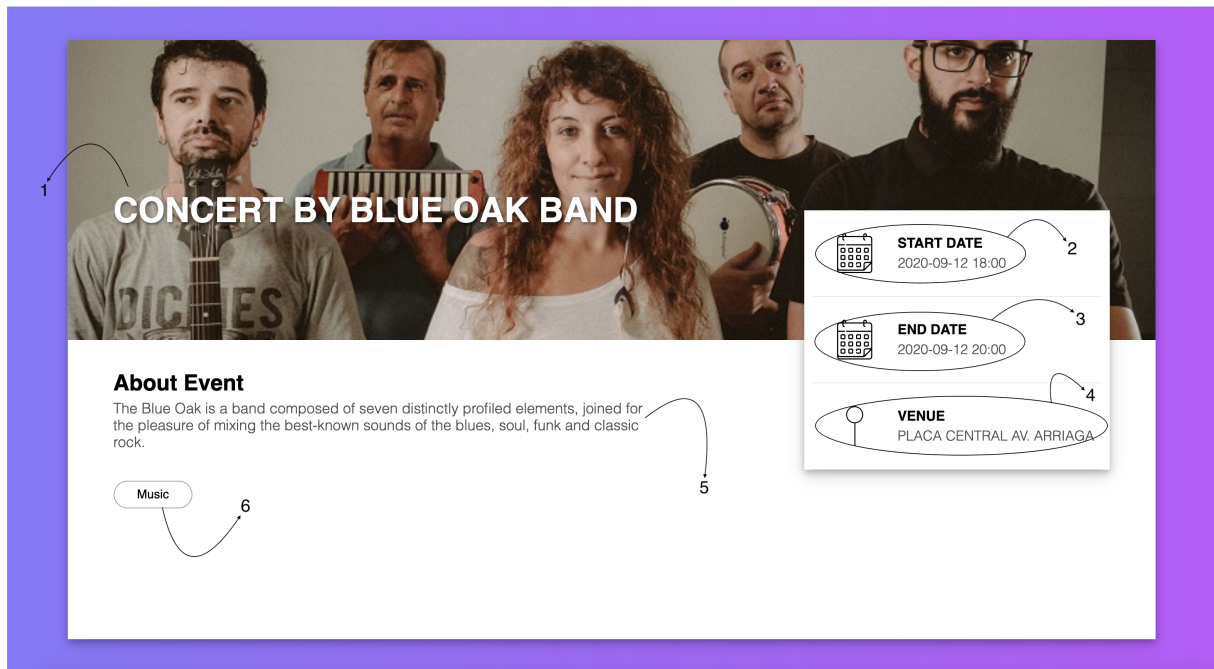 1
CONCERT BY BLUE OAK BAND
DICKIES
START DATE
2020-09-12 18:00
2
END DATE
2020-09-12 20:00
3
VENUE
PLACA CENTRAL AV. ARRIAGA
4
About Event
The Blue Oak is a band composed of seven distinctly profiled elements, joined for
the pleasure of mixing the best-known sounds of the blues, soul, funk and classic
rock.
5
Music
6